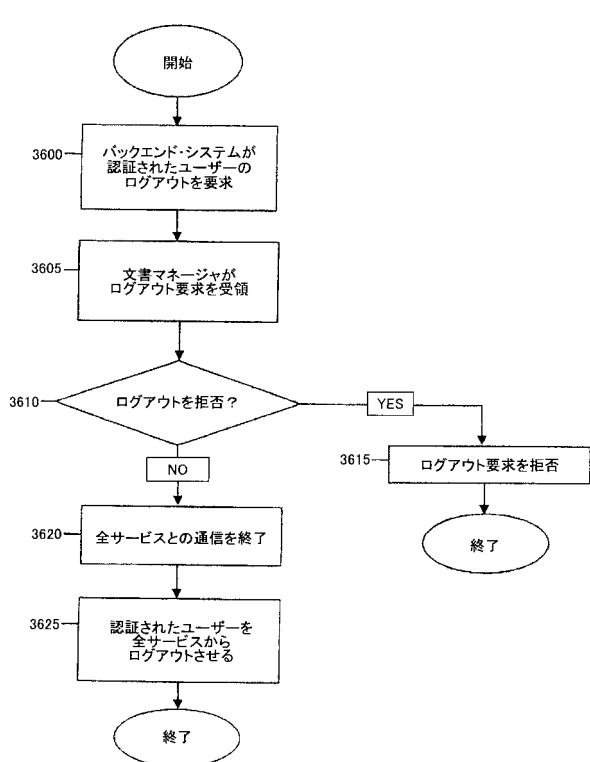 開始
3600
バックエンド・システムが
認証されたユーザーの
ログアウトを要求
3605
文書マネージャが
ログアウト要求を受領
3610
ログアウトを拒否？
YES
NO
3615
ログアウト要求を拒否
終了
3620
全サービスとの通信を終了
3625
認証されたユーザーを
全サービスから
ログアウトさせる
終了